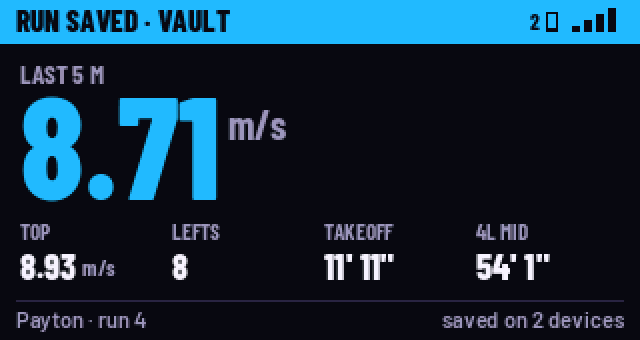 RUN SAVED · VAULT 2
LAST 5 M
8.71 m/s
TOP LEFTS TAKEOFF 4L MID
8.93 m/s 8 11' 11" 54' 1"
Payton · run 4 saved on 2 devices